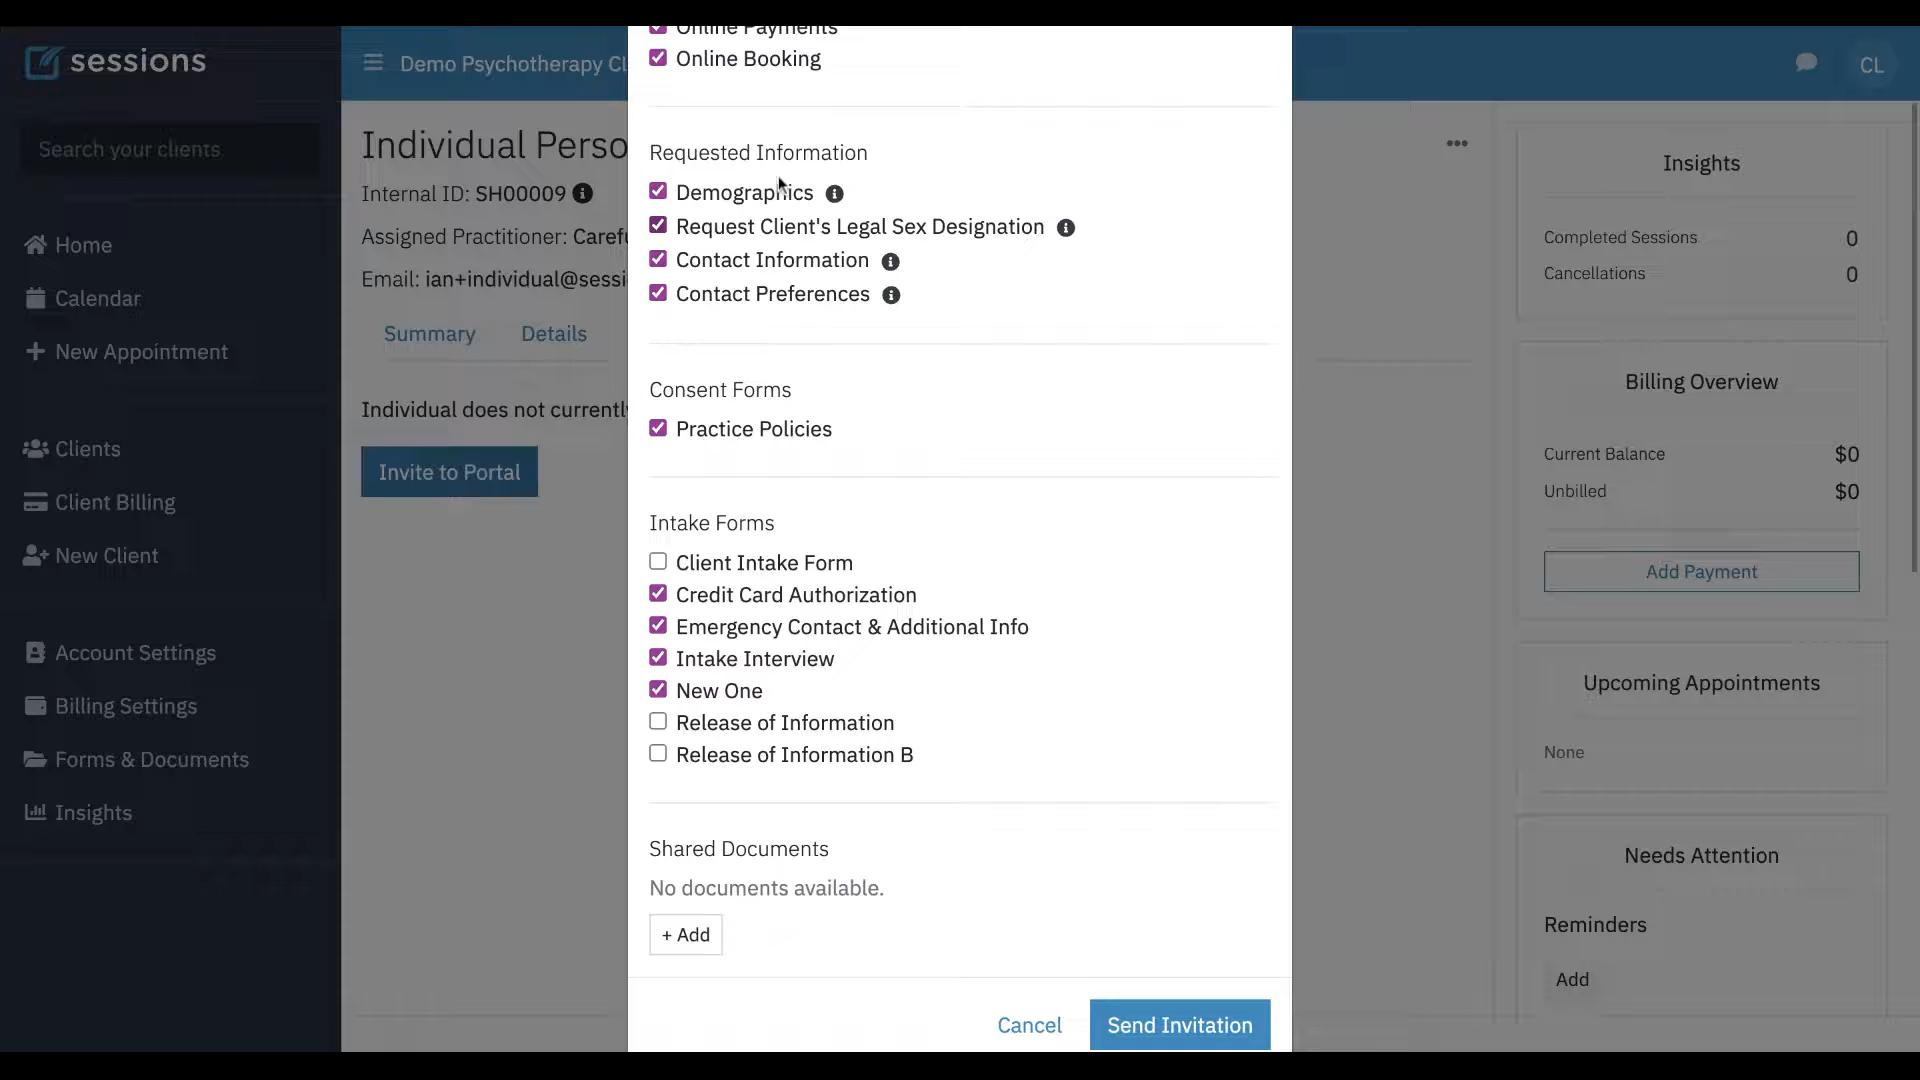 sessions
Search your clients
Home
Calendar
New Appointment
Clients
Client Billing
New Client
Account Settings
Billing Settings
Forms & Documents
Insights
Demo Psychotherapy Cl
CL
Individual Perso
Internal ID: SH00009
Assigned Practitioner: Carefu
Email: ian+individual@sessi
Summary Details
Individual does not currently
Invite to Portal
Online Payments
Online Booking
Requested Information
Demographics
Request Client's Legal Sex Designation
Contact Information
Contact Preferences
Consent Forms
Practice Policies
Intake Forms
Client Intake Form
Credit Card Authorization
Emergency Contact & Additional Info
Intake Interview
New One
Release of Information
Release of Information B
Shared Documents
No documents available.
+ Add
Cancel Send Invitation
Insights
Completed Sessions 0
Cancellations 0
Billing Overview
Current Balance $0
Unbilled $0
Add Payment
Upcoming Appointments
None
Needs Attention
Reminders
Add